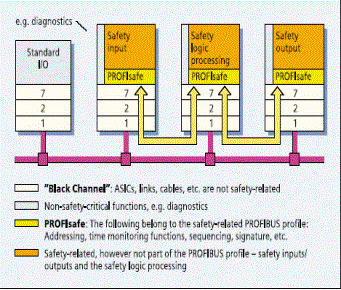 e.g. diagnostics
Standard
I/O
7
2
1
Safety
input
PROFIsafe
7
2
1
Safety
logic
processing
PROFIsafe
7
2
1
Safety
output
PROFIsafe
7
2
1
"Black Channel": ASICs, links, cables, etc. are not safety-related
Non-safety-critical functions, e.g. diagnostics
PROFIsafe: The following belong to the safety-related PROFIBUS profile:
Addressing, time monitoring functions, sequencing, signature, etc.
Safety-related, however not part of the PROFIBUS profile – safety inputs/
outputs and the safety logic processing